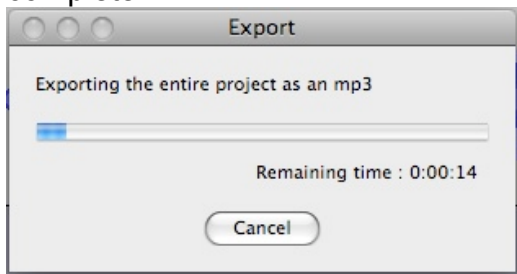 Export
Exporting the entire project as an mp3
Remaining time : 0:00:14
Cancel